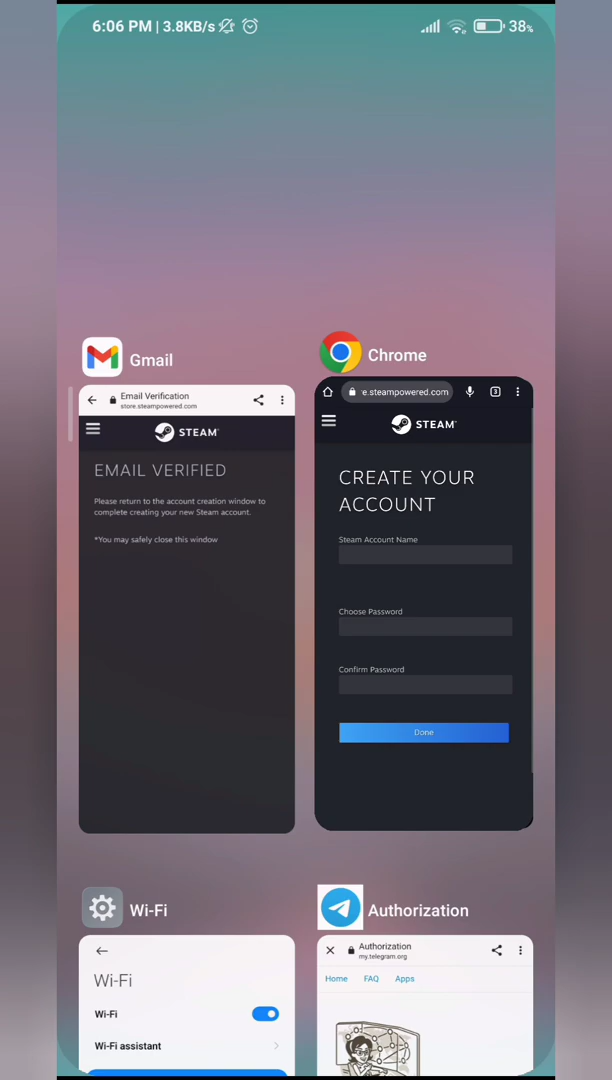 6:06 PM | 3.8KB/s
38%
Gmail
Email Verification
store.steampowered.com
STEAM
EMAIL VERIFIED
Please return to the account creation window to
complete creating your new Steam account.
*You may safely close this window
Chrome
e.steampowered.com
3
STEAM
CREATE YOUR
ACCOUNT
Steam Account Name
Choose Password
Confirm Password
Done
Wi-Fi
Wi-Fi
Wi-Fi
Wi-Fi assistant
Authorization
Authorization
my.telegram.org
Home FAQ Apps